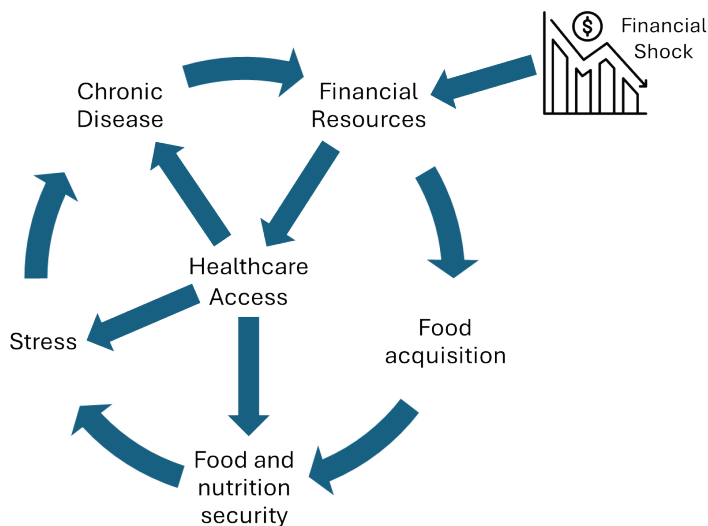 $
Financial
Shock
Chronic
Disease
Financial
Resources
Healthcare
Access
Stress
Food
acquisition
Food and
nutrition
security